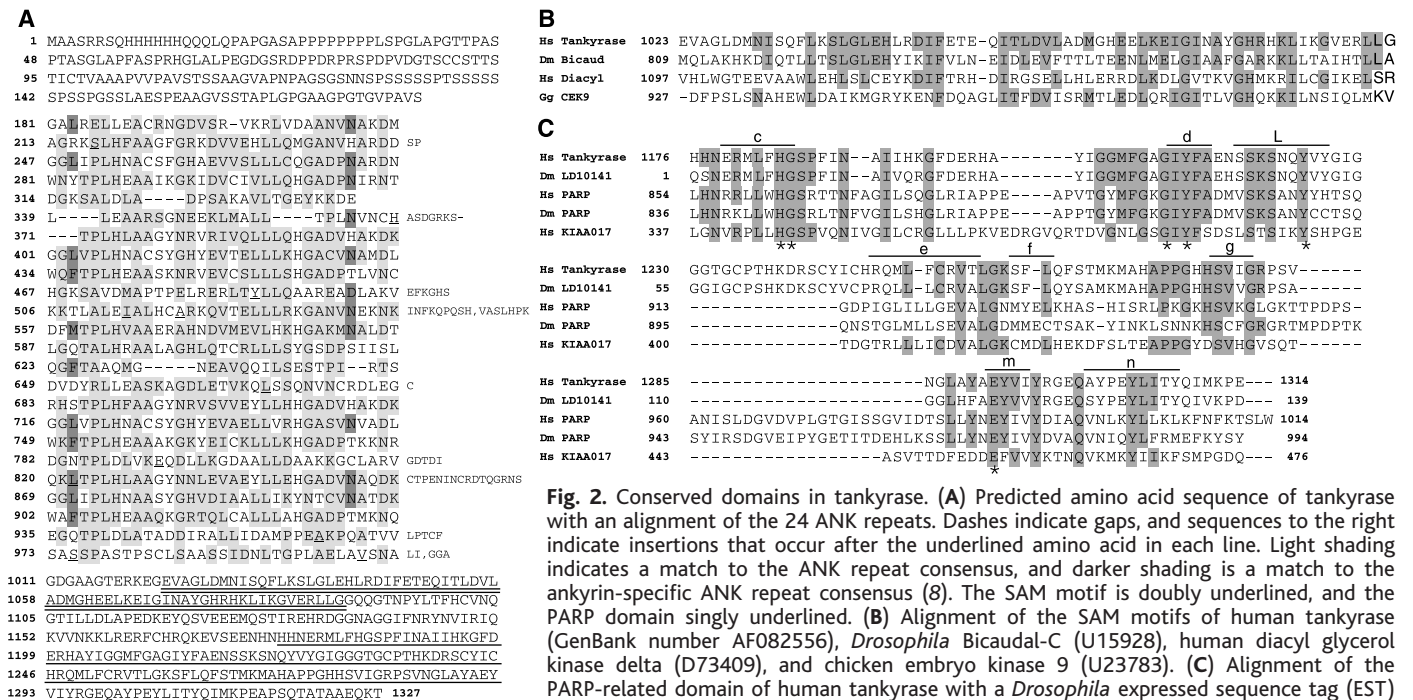 A
1 MAASRRSQHHHHHHQQQLQPAPGASAPPPPPPPPLSPGLAPGTTPAS
48 PTASGLAPFASPRHGLALPEGDGSRDPPDRPRSPDPVDGTSCCSTTS
95 TICTVAAAPVVPAVSTSSAAGVAPNPAGSGSNNSPSSSSSPTSSSSS
142 SPSSPGSSLAESPEAAGVSSTAPLGPGAAGPGTGVPAVS
181 GALRELLEACRNGDVSR-VKRLVDAANVNAKDM
213 AGRKSLHFAAGFGRKDVVEHLLQMGANVHARDD SP
247 GGLIPLHNACSFGHAEVVSLLLCQGADPNARDN
281 WNYTPLHEAAIKGKIDVCIVLLQHGADPNIRNT
314 DGKSALDLA----DPSAKAVLTGEYKKDE
339 L----LEAARSGNEEKLMALL----TPLNVNCH ASDGRKS-
371 ---TPLHLAAGYNRVRIVQLLLQHGADVHAKDK
401 GGLVPLHNACSYGHYEVTELLLKHGACVNAMDL
434 WQFTPLHEAASKNRVEVCSLLLSHGADPTLVNC
467 HGKSAVDMAPTPELRERLTYLLQAAREADLAKV EFKGHS
506 KKTLALEIALHCARKQVTELLLRKGANVNEKNK INFKQPQSH,VASLHPK
557 DFMTPLHVAAERAHNDVMEVLHKHGAKMNALDT
587 LGQTALHRAALAGHLQTCRLLLSYGSDPSIISL
623 QGFTAAQMG----NEAVQQILSESTPI--RTS
649 DVDYRLLEASKAGDLETVKQLSSQNVNCRDLEG C
683 RHSTPLHFAAGYNRVSVVEYLLHHGADVHAKDK
716 GGLVPLHNACSYGHYEVAELLVRHGASVNVADL
749 WKFTPLHEAAAKGKYEICKLLLKHGADPTKKNR
782 DGNTPLDLVKEQDLLKGDAALLDAAKKGCLARV GDTDI
820 QKLTPLHLAAGYNNLEVAEYLLEHGADVNAQDK CTPENINCRDTQGRNS
869 GGLIPLHNAASYGHVDIAALLIKYNTCVNATDK
902 WAFTPLHEAAQKGRTQLCALLLAHGADPTMKNQ
935 EGQTPLDLATADDIRALLIDAMPPEAKPQATVV LPTCF
973 SASSPASTPSCLSAASSIDNLTGPLAELAVSNA LI,GGA
1011 GDGAAGTERKEGEVAGLDMNISQFLKSLGLEHLRDIFETEQITLDVL
1058 ADMGHEELKEIGINAYGHRHKLIKGVERLLGGQQGTNPYLTFHCVNQ
1105 GTILLDLAPEDKEYQSVEEEMQSTIREHRDGGNAGGIFNRYNVIRIQ
1152 KVVNKKLRERFCHRQKEVSEENHNHHNERMLFHGSPFINAIIHKGFD
1199 ERHAYIGGMFGAGIYFAENSSKSNQYVYGIGGGTGCPTHKDRSCYIC
1246 HRQMLFCRVTLGKSFLQFSTMKMAHAPPGHHSVIGRPSVNGLAYAEY
1293 VIYRGEQAYPEYLITYQIMKPEAPSQTATAAEQKT 1327
B
Hs Tankyrase 1023 EVAGLDMNISQFLKSLGLEHLRDIFETE-QITLDVLADMGHEELKEIGINAYGHRHKLIKGVERLLG
Dm Bicaud 1001 MQLAKHKDIQTLLTSLGLEHYIKIFVLN-EIDLEVFTTLTEENLMELGIAAFGARKKLLTAIHTLLA
Hs Diacyl 1097 VHLWGTEEVAAWLEHLSLCEYKDIFTRH-DIRGSELLHLERRDLKDLGVTKVGHMKRILCGIKELSR
Gg CEK9 927 -DFPSLSNAHEWLDAIKMGRYKENFDQAGLITFDVISRMTLEDLQRIGITLVGHQKKILNSIQLMKV
C
c d L
Hs Tankyrase 1176 HHNERMLFHGSPFIN--AIIHKGFDERHA------YIGGMFGAGIYFAENSSKSNQYVYGIG
Dm LD10141 1 QSNERMLFHGSPFIN--AIVQRGFDERHA------YIGGMFGAGIYFAEHSSKSNQYVYGIG
Hs PARP 854 LHNRRLLWHGSRTTNFAGILSQGLRIAPPE----APVTGYMFGKGIYFADMVSKSANYYHTSQ
Dm PARP 836 LHNRKLLWHGSRLTNFVGILSHGLRIAPPE----APPTGYMFGKGIYFADMVSKSANYCCTSQ
Hs KIAA017 337 LGNVRPLLHGSPVQNIVGILCRGLLLPKVEDRGVQRTDVGNLGSGIYFSDSLSTSIKYSHPGE
** * * *
e f g
Hs Tankyrase 1230 GGTGCPTHKDRSCYICHRQML-FCRVTLGKSF-LQFSTMKMAHAPPGHHSVIGRPSV------
Dm LD10141 55 GGIGCPSHKDKSCYVCPRQLL-LCRVALGKSF-LQYSAMKMAHAPPGHHSVVGRPSA------
Hs PARP 913 --------------GDPIGLILLGEVALGNMYELKHAS-HISRLPKGKHSVKGLGKTTPDPS-
Dm PARP 895 --------------QNSTGLMLLSEVALGDMMECTSAK-YINKLSNNKHSCFGRGRTMPDPTK
Hs KIAA017 400 --------------TDGTRLLLICDVALGKCMDLHEKDFSLTEAPPGYDSVHGVSQT------
m n
Hs Tankyrase 1285 ----------------------NGLAYAEYVIYRGEQAYPEYLITYQIMKPE--- 1314
Dm LD10141 110 ----------------------GGLHFAEYVVYRGEQSYPEYLITYQIVKPD--- 139
Hs PARP 960 ANISLDGVDVPLGTGISSGVIDTSLLYNEYIVYDIAQVNLKYLLKLKFNFKTSLW 1014
Dm PARP 943 SYIRSDGVEIPYGETITDEHLKSSLLYNEYIVYDVAQVNIQYLFRMEFKYSY 994
Hs KIAA017 443 ------------------ASVTTDFEDDEFVVYKTNQVKMKYIIKFSMPGDQ-- 476
*
Fig. 2. Conserved domains in tankyrase. (A) Predicted amino acid sequence of tankyrase
with an alignment of the 24 ANK repeats. Dashes indicate gaps, and sequences to the right
indicate insertions that occur after the underlined amino acid in each line. Light shading
indicates a match to the ANK repeat consensus, and darker shading is a match to the
ankyrin-specific ANK repeat consensus (8). The SAM motif is doubly underlined, and the
PARP domain singly underlined. (B) Alignment of the SAM motifs of human tankyrase
(GenBank number AF082556), Drosophila Bicaudal-C (U15928), human diacyl glycerol
kinase delta (D73409), and chicken embryo kinase 9 (U23783). (C) Alignment of the
PARP-related domain of human tankyrase with a Drosophila expressed sequence tag (EST)